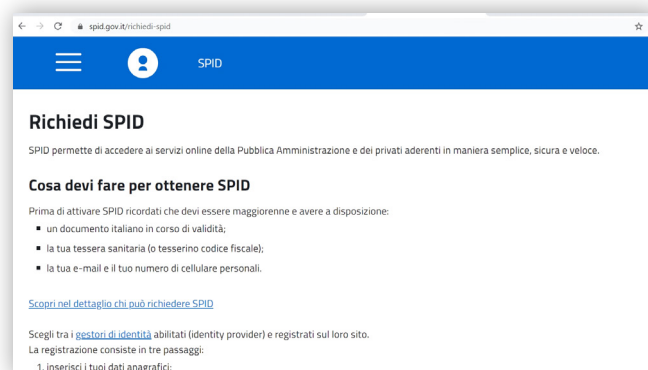 spid.gov.it/richiedi-spid
SPID
Richiedi SPID
SPID permette di accedere ai servizi online della Pubblica Amministrazione e dei privati aderenti in maniera semplice, sicura e veloce.
Cosa devi fare per ottenere SPID
Prima di attivare SPID ricordati che devi essere maggiorenne e avere a disposizione:
un documento italiano in corso di validità;
la tua tessera sanitaria (o tesserino codice fiscale);
la tua e-mail e il tuo numero di cellulare personali.
Scopri nel dettaglio chi può richiedere SPID
Scegli tra i gestori di identità abilitati (identity provider) e registrati sul loro sito.
La registrazione consiste in tre passaggi:
1. inserisci i tuoi dati anagrafici;